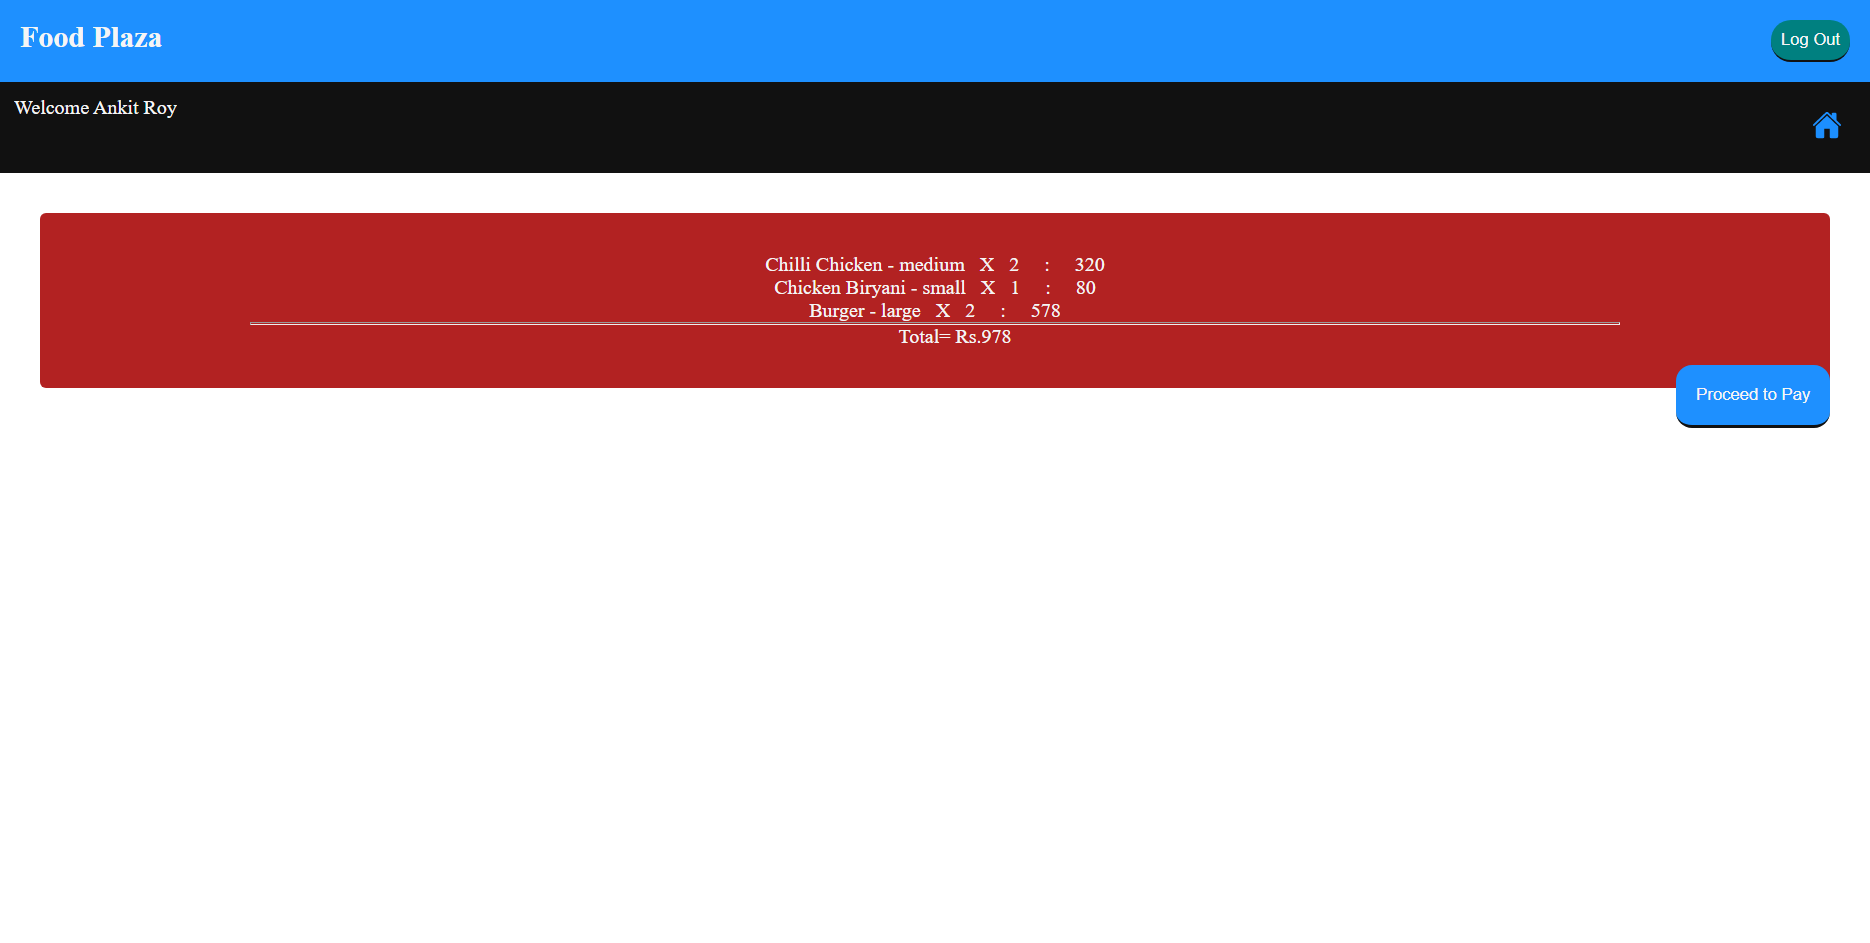 Food Plaza
Log Out
Welcome Ankit Roy
Chilli Chicken - medium X 2 : 320
Chicken Biryani - small X 1 : 80
Burger - large X 2 : 578
Total= Rs.978
Proceed to Pay